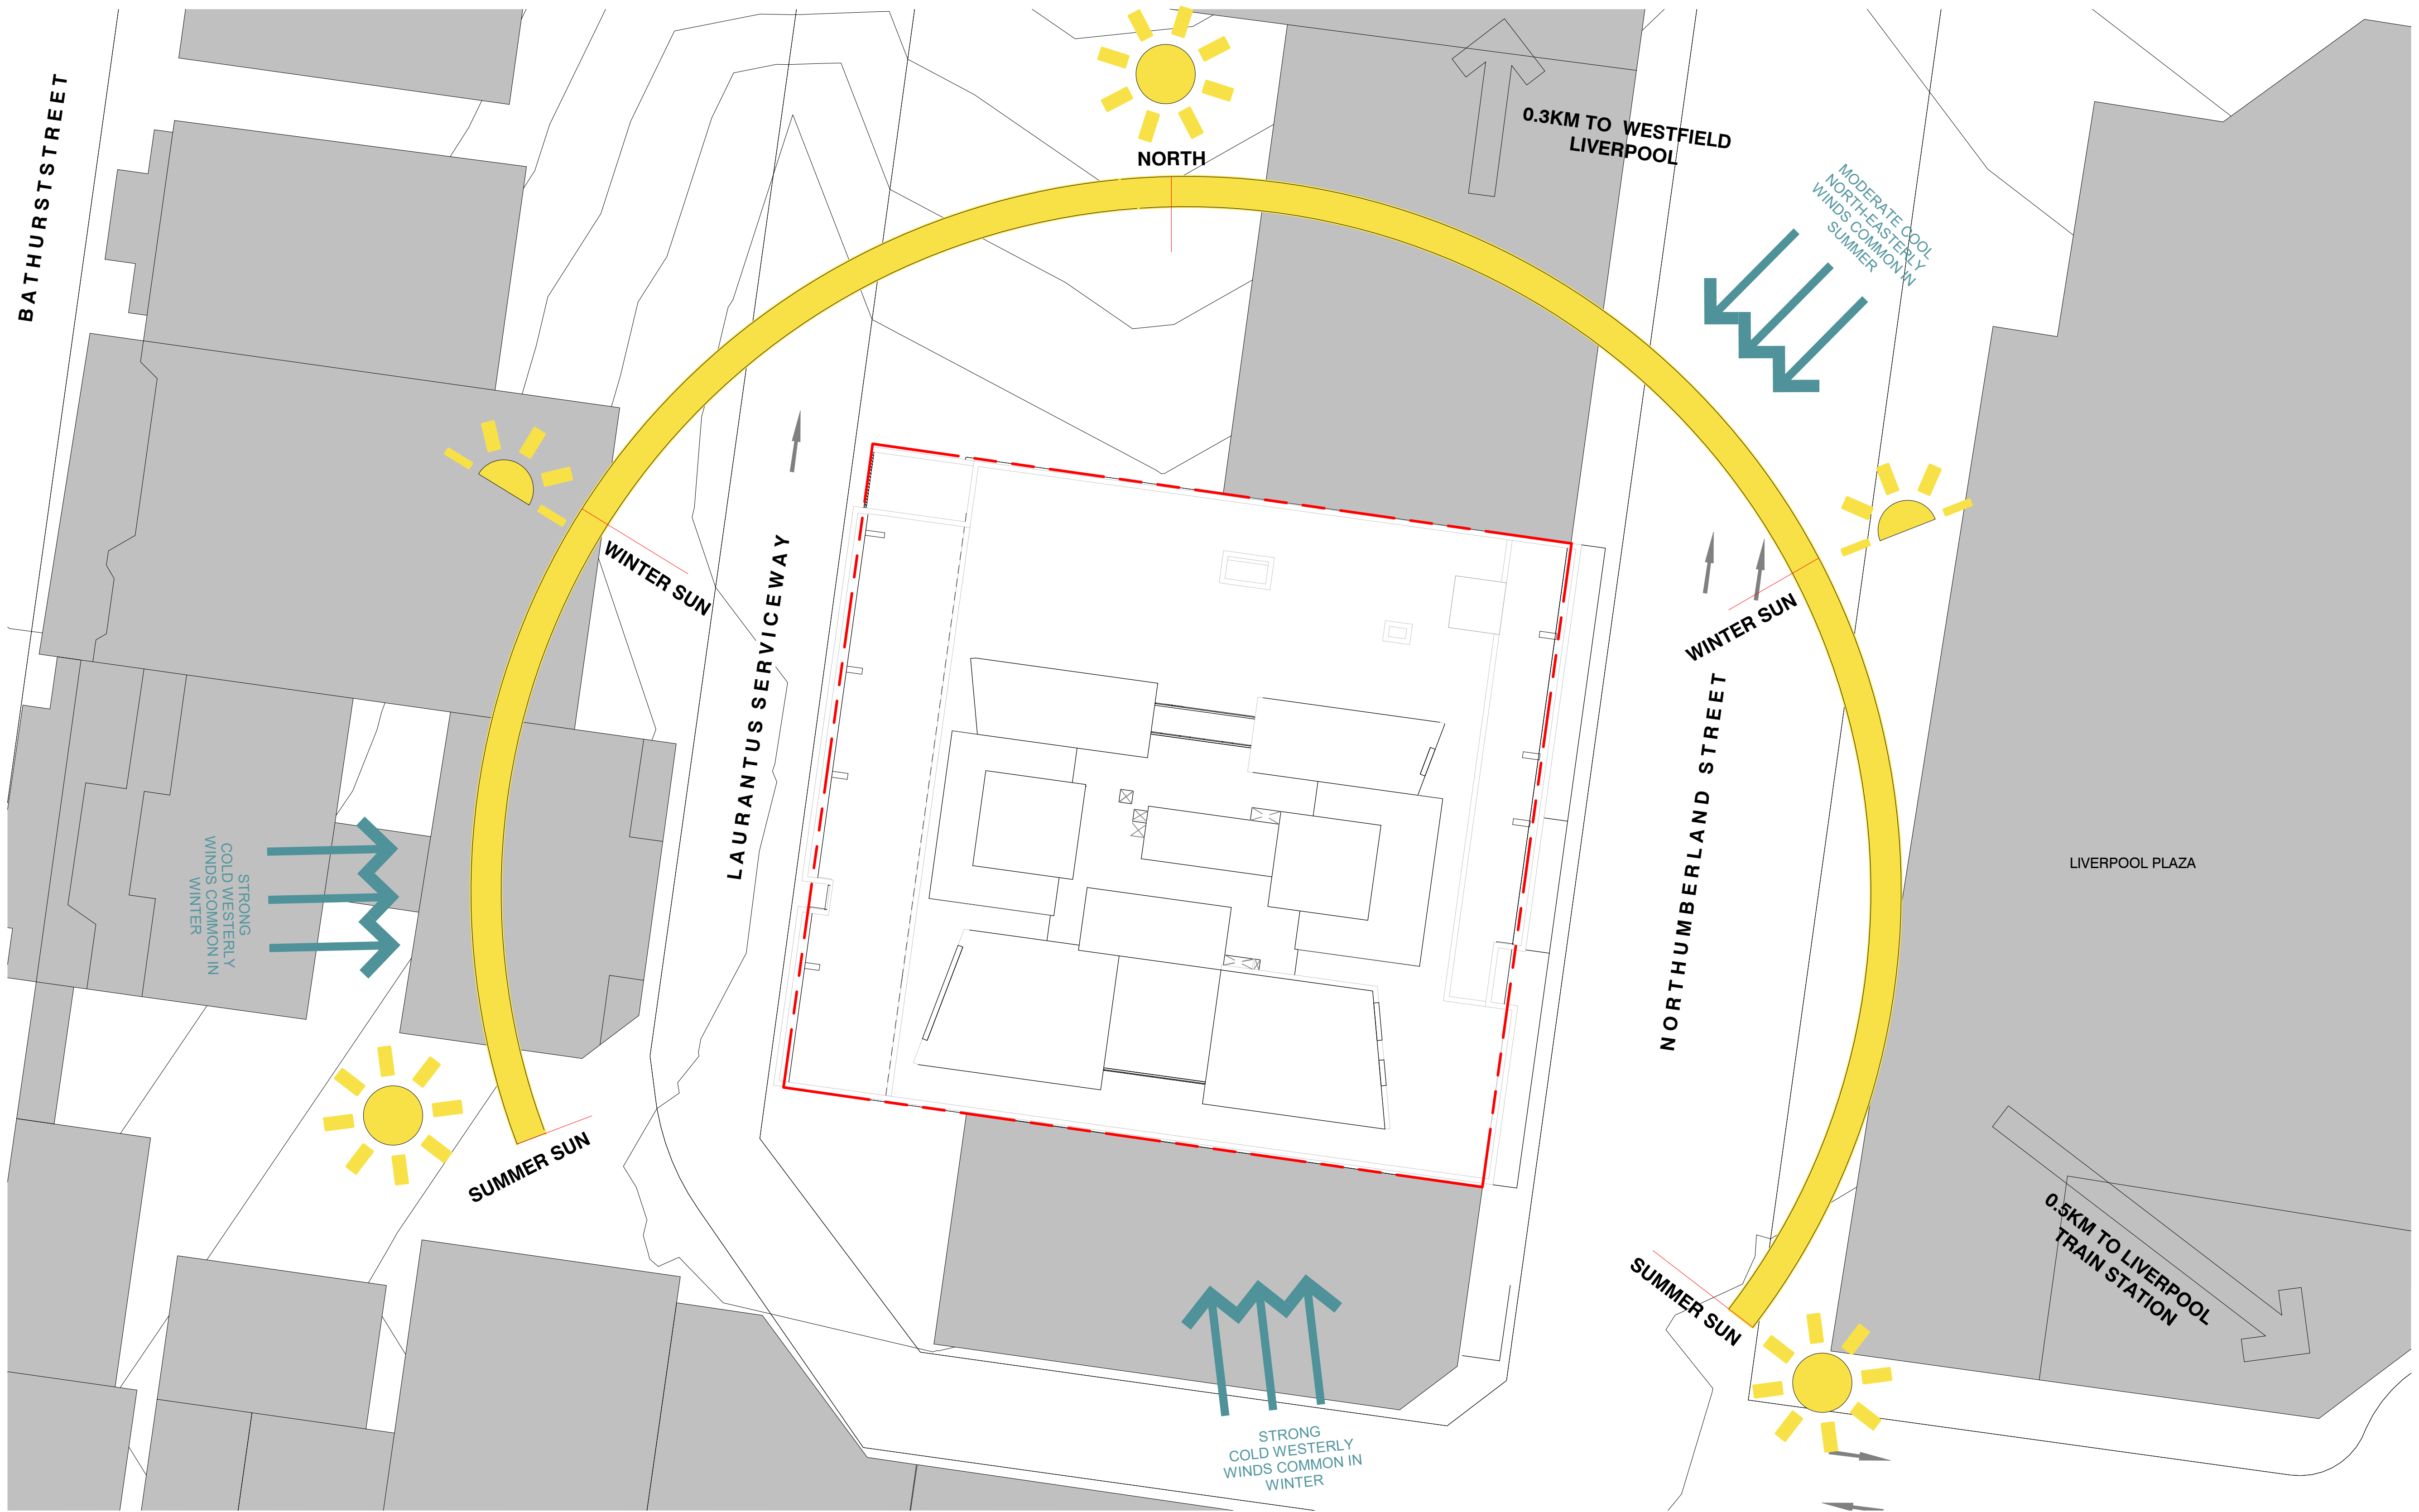 BATHURSTSTREET
NORTH
0.3KM TO WESTFIELD
LIVERPOOL
MODERATE COOL
NORTH-EASTERLY
WINDS COMMON IN
SUMMER
WINTER SUN
LAURANTUS SERVICEWAY
WINTER SUN
NORTHUMBERLAND STREET
LIVERPOOL PLAZA
STRONG
COLD WESTERLY
WINDS COMMON IN
WINTER
SUMMER SUN
SUMMER SUN
0.5KM TO LIVERPOOL
TRAIN STATION
STRONG
COLD WESTERLY
WINDS COMMON IN
WINTER